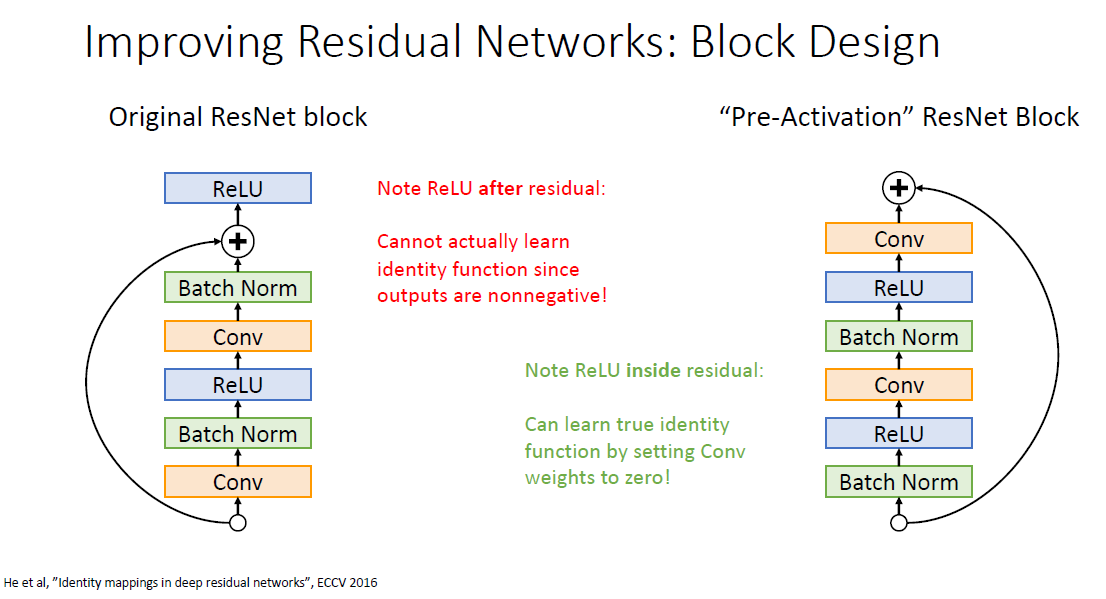 Improving Residual Networks: Block Design
Original ResNet block
"Pre-Activation" ResNet Block
ReLU
+
Batch Norm
Conv
ReLU
Batch Norm
Conv
Note ReLU after residual:
Cannot actually learn
identity function since
outputs are nonnegative!
Note ReLU inside residual:
Can learn true identity
function by setting Conv
weights to zero!
+
Conv
ReLU
Batch Norm
Conv
ReLU
Batch Norm
He et al, "Identity mappings in deep residual networks", ECCV 2016